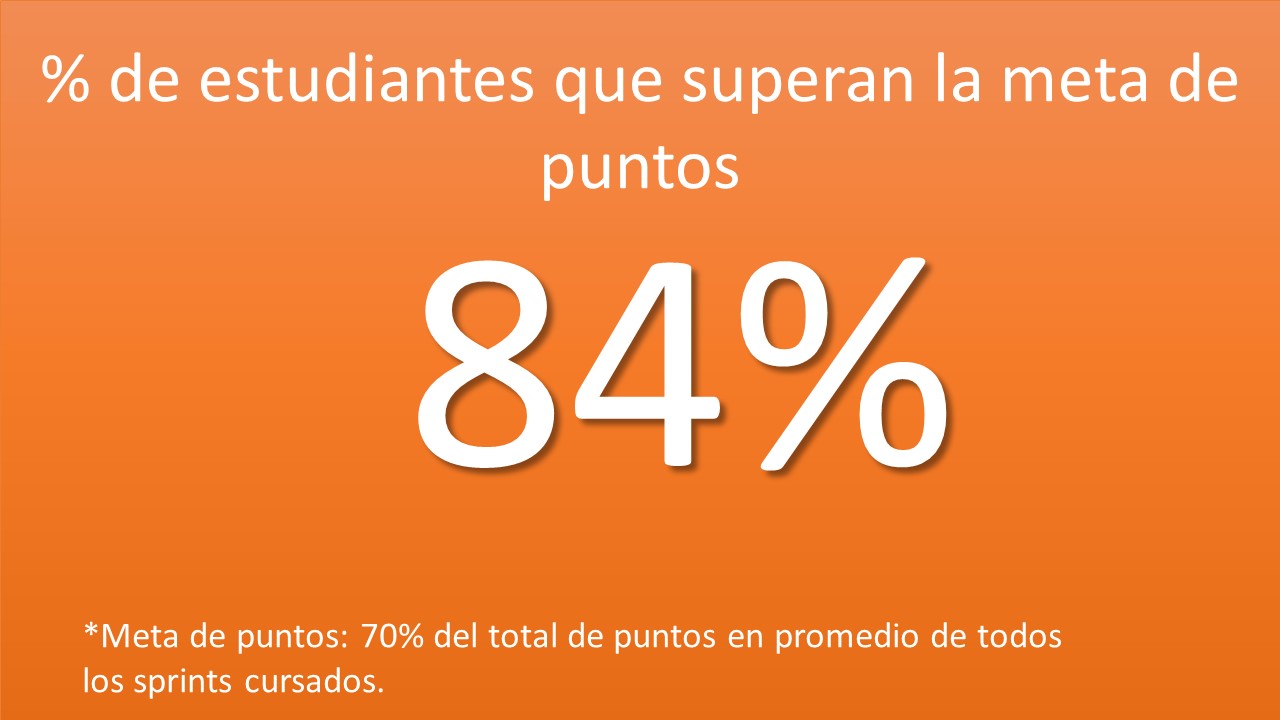 % de estudiantes que superan la meta de
puntos
84%
*Meta de puntos: 70% del total de puntos en promedio de todos
los sprints cursados.